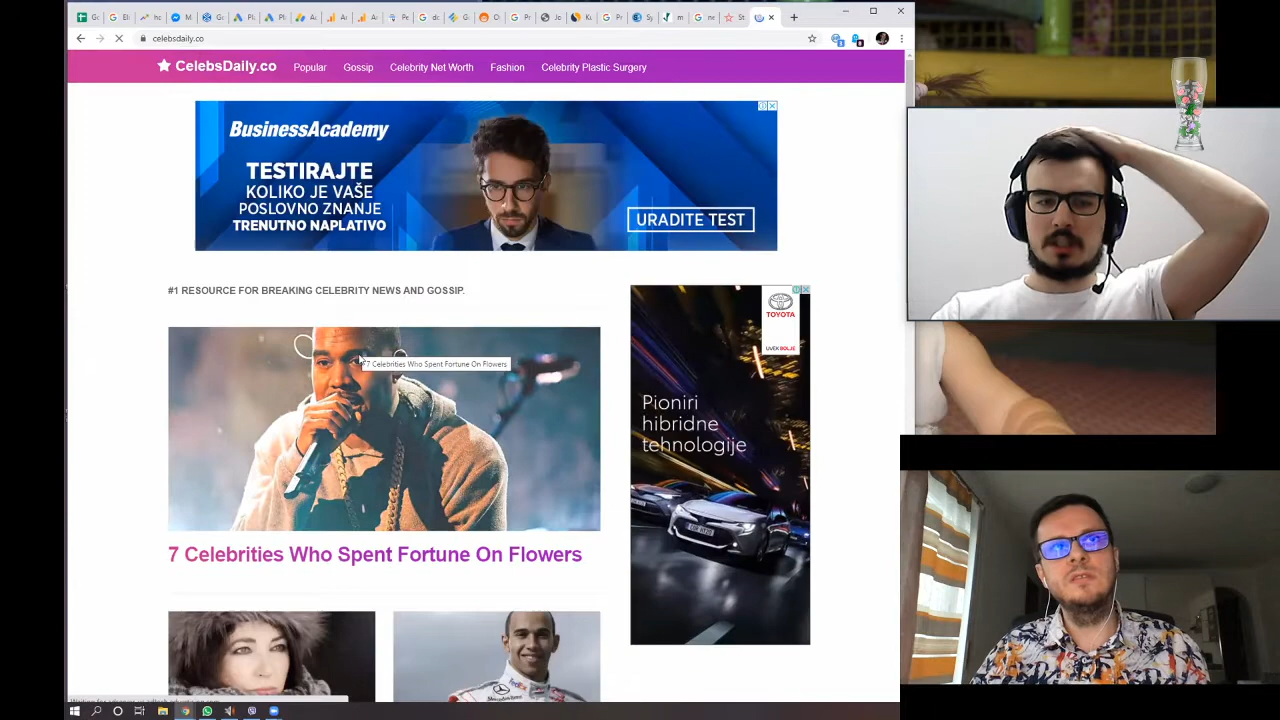 celebsdaily.co
CelebsDaily.co
Popular
Gossip
Celebrity Net Worth
Fashion
Celebrity Plastic Surgery
BusinessAcademy
TESTIRAJTE
KOLIKO JE VAŠE
POSLOVNO ZNANJE
TRENUTNO NAPLATIVO
URADITE TEST
#1 RESOURCE FOR BREAKING CELEBRITY NEWS AND GOSSIP.
TOYOTA
UVEK BOLJE
Pioniri
hibridne
tehnologije
7 Celebrities Who Spent Fortune On Flowers
7 Celebrities Who Spent Fortune On Flowers